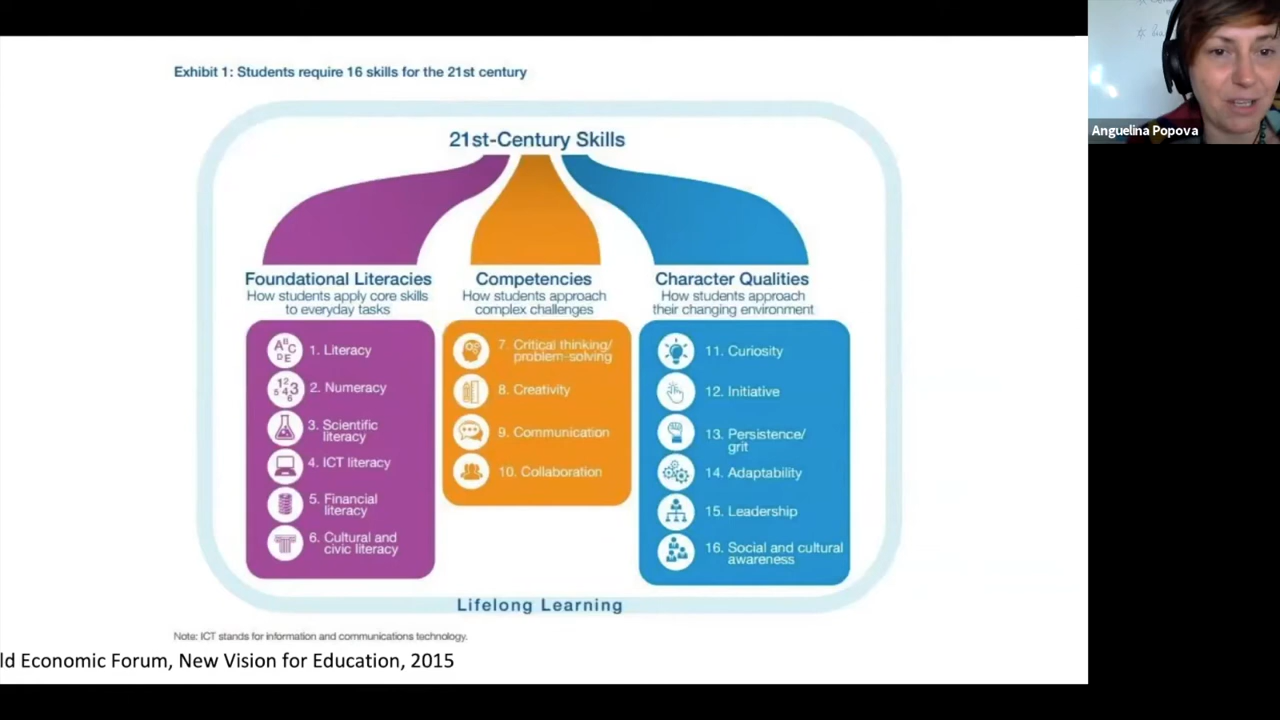 Exhibit 1: Students require 16 skills for the 21st century
21st-Century Skills
Foundational Literacies
How students apply core skills
to everyday tasks
ABC
DE
1. Literacy
2. Numeracy
3. Scientific
literacy
4. ICT literacy
5. Financial
literacy
6. Cultural and
civic literacy
Competencies
How students approach
complex challenges
7. Critical thinking/
problem-solving
8. Creativity
9. Communication
10. Collaboration
Character Qualities
How students approach
their changing environment
11. Curiosity
12. Initiative
13. Persistence/
grit
14. Adaptability
15. Leadership
16. Social and cultural
awareness
Lifelong Learning
Note: ICT stands for information and communications technology.
ld Economic Forum, New Vision for Education, 2015
Anguelina Popova